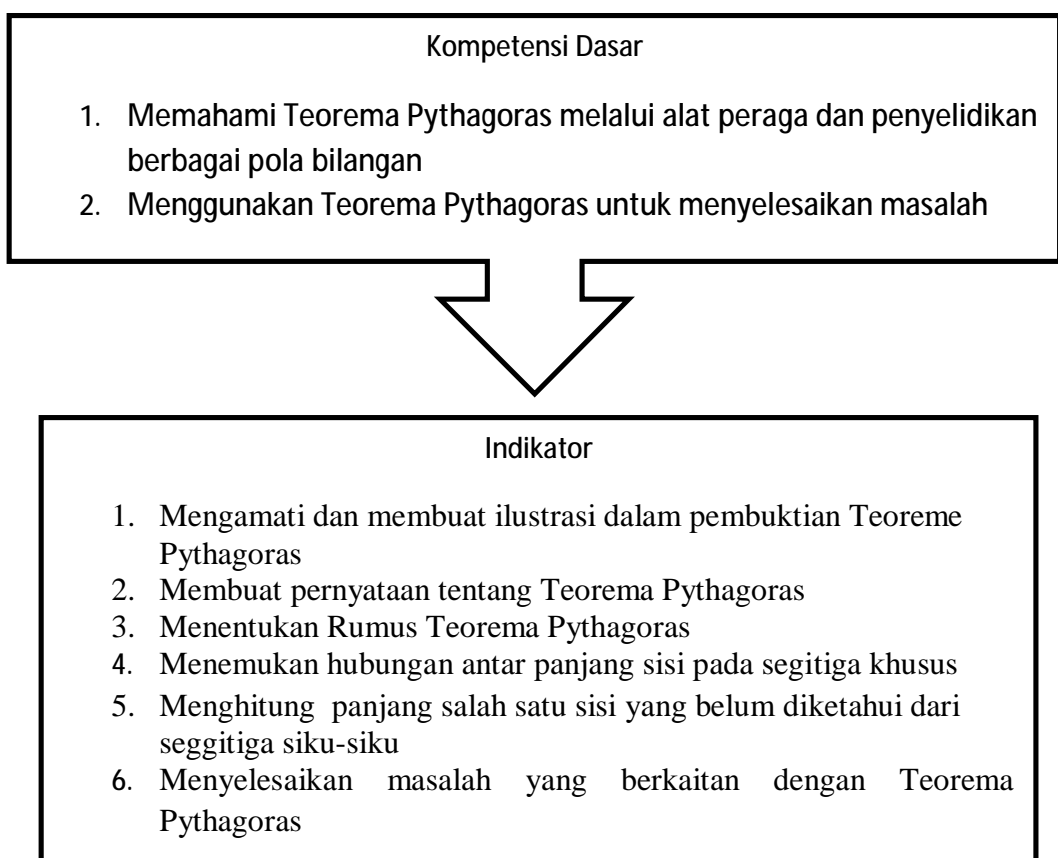 Kompetensi Dasar
1. Memahami Teorema Pythagoras melalui alat peraga dan penyelidikan
berbagai pola bilangan
2. Menggunakan Teorema Pythagoras untuk menyelesaikan masalah
Indikator
1. Mengamati dan membuat ilustrasi dalam pembuktian Teoreme
Pythagoras
2. Membuat pernyataan tentang Teorema Pythagoras
3. Menentukan Rumus Teorema Pythagoras
4. Menemukan hubungan antar panjang sisi pada segitiga khusus
5. Menghitung panjang salah satu sisi yang belum diketahui dari
seggitiga siku-siku
6. Menyelesaikan masalah yang berkaitan dengan Teorema
Pythagoras